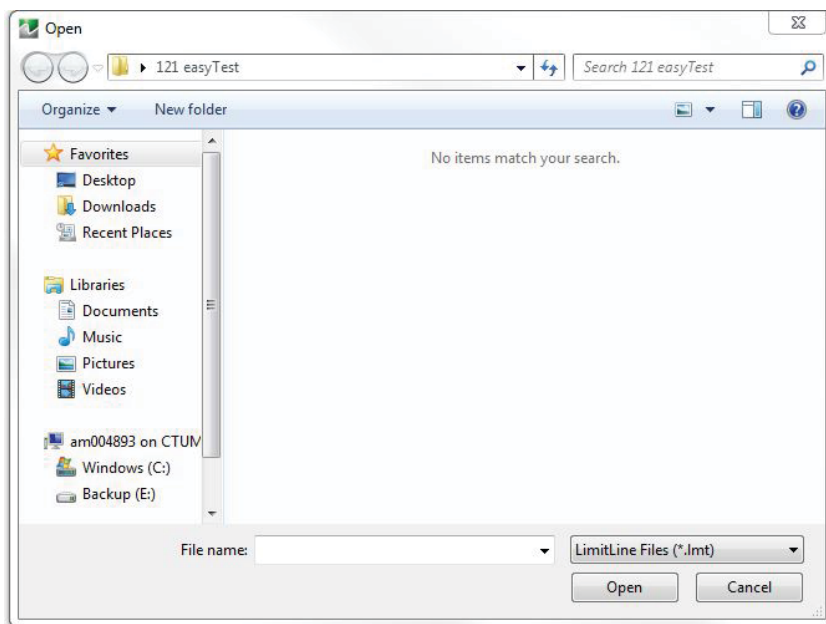 Open
121 easyTest
Search 121 easyTest
Organize
New folder
Favorites
Desktop
Downloads
Recent Places
Libraries
Documents
Music
Pictures
Videos
am004893 on CTUM
Windows (C:)
Backup (E:)
No items match your search.
File name:
LimitLine Files (*.lmt)
Open
Cancel